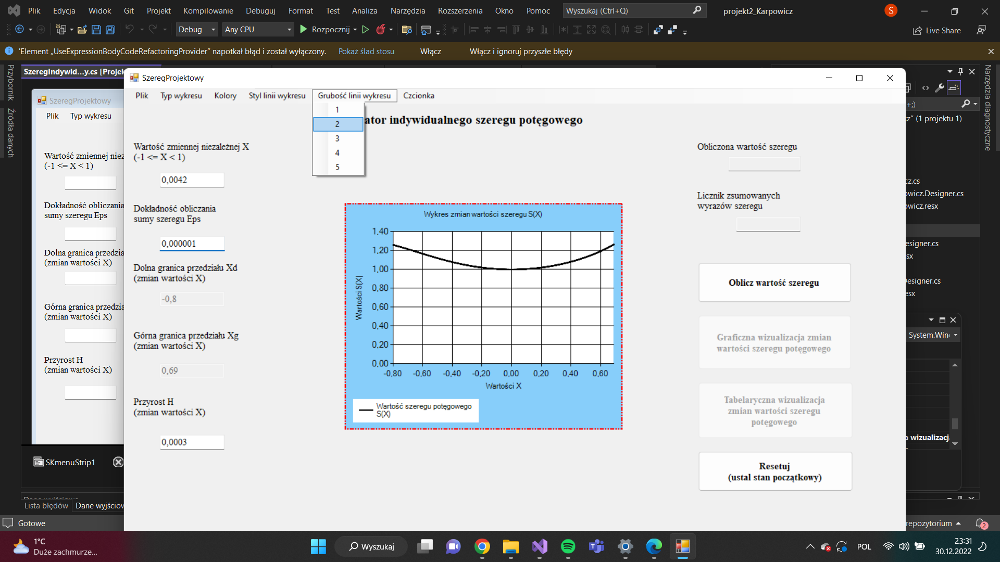 Plik Edycja Widok Git Projekt Kompilowanie Debuguj Format Test Analiza Narzędzia Rozszerzenia Okno Pomoc Wyszukaj (Ctrl+Q) projekt2_Karpowicz S
Debug Any CPU Rozpocznij Live Share
'Element „UseExpressionBodyCodeRefactoringProvider” napotkał błąd i został wyłączony. Pokaż ślad stosu Włącz Włącz i ignoruj przyszłe błędy
Przybornik
Źródła danych
SzeregIndywid...y.cs [Projek
SzeregProjektowy
Plik Typ wykresu
Wartość zmiennej niez
(-1 <= X < 1)
Dokładność obliczania
sumy szeregu Eps
Dolna granica przedzia
(zmian wartości X)
Górna granica przedzia
(zmian wartości X)
Przyrost H
(zmian wartości X)
SKmenuStrip1
Lista błędów Dane wyjściow
Gotowe
SzeregProjektowy
Plik Typ wykresu Kolory Styl linii wykresu Grubość linii wykresu Czcionka
1
2
3
4
5
ator indywidualnego szeregu potęgowego
Wartość zmiennej niezależnej X
(-1 <= X < 1)
0,0042
Dokładność obliczania
sumy szeregu Eps
0,000001
Dolna granica przedziału Xd
(zmian wartości X)
-0,8
Górna granica przedziału Xg
(zmian wartości X)
0,69
Przyrost H
(zmian wartości X)
0,0003
Wykres zmian wartości szeregu S(X)
Wartości S(X|
1,40
1,20
1,00
0,80
0,60
0,40
0,20
0,00
-0,80 -0,60 -0,40 -0,20 0,00 0,20 0,40 0,60
Wartości X
Wartość szeregu potęgowego
S(X)
Obliczona wartość szeregu
Licznik zsumowanych
wyrazów szeregu
Oblicz wartość szeregu
Graficzna wizualizacja zmian
wartości szeregu potęgowego
Tabelaryczna wizualizacja
zmian wartości szeregu
potęgowego
Resetuj
(ustal stan początkowy)
Narzędzia diagnostyczne
+;)
cz" (1 projektu 1)
cz.cs
owicz.Designer.cs
owicz.resx
esigner.cs
sx
Designer.cs
esx
System.Wind
a wizualizacj
repozytorium
2
1°C
Duże zachmurze...
Wyszukaj
POL
23:31
30.12.2022